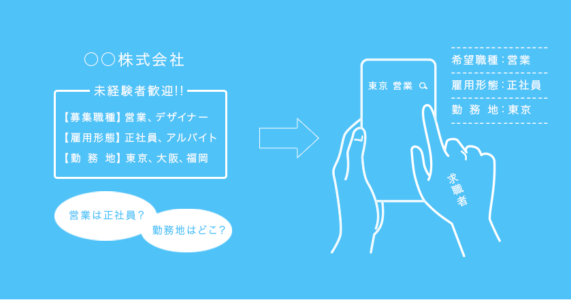 ○○株式会社
未経験者歓迎!!
【募集職種】営業、デザイナー
【雇用形態】正社員、アルバイト
【勤 務 地】東京、大阪、福岡
営業は正社員?
勤務地はどこ?
東京 営業
希望職種:営業
雇用形態:正社員
勤 務 地:東京
求職者